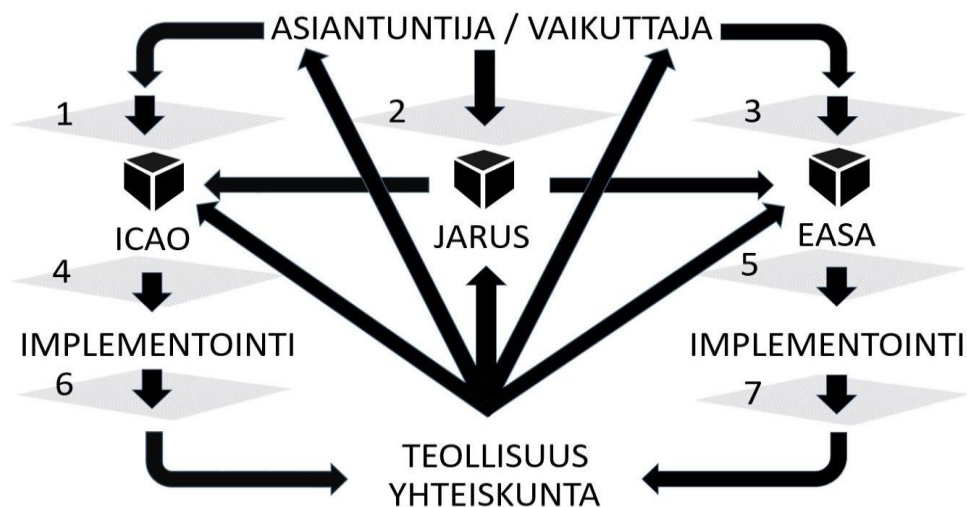 ASIANTUNTIJA / VAIKUTTAJA
1
2
3
ICAO
JARUS
EASA
4
5
IMPLEMENTOINTI
IMPLEMENTOINTI
6
7
TEOLLISUUS
YHTEISKUNTA